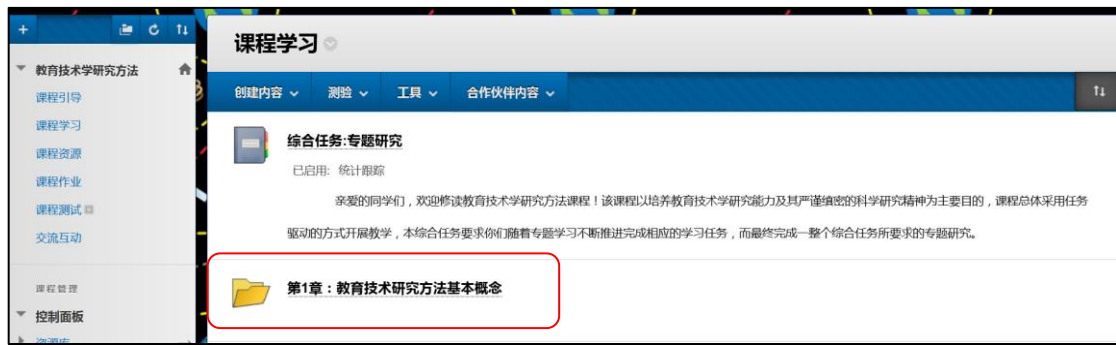 教育技术学研究方法
课程引导
课程学习
课程资源
课程作业
课程测试
交流互动
课程管理
控制面板
资源库
课程学习
创建内容 测验 工具 合作伙伴内容
综合任务:专题研究
已启用: 统计跟踪
亲爱的同学们，欢迎修读教育技术学研究方法课程！该课程以培养教育技术学研究能力及其严谨缜密的科学研究精神为主要目的，课程总体采用任务
驱动的方式开展教学，本综合任务要求你们随着专题学习不断推进完成相应的学习任务，而最终完成一整个综合任务所要求的专题研究。
第1章：教育技术研究方法基本概念